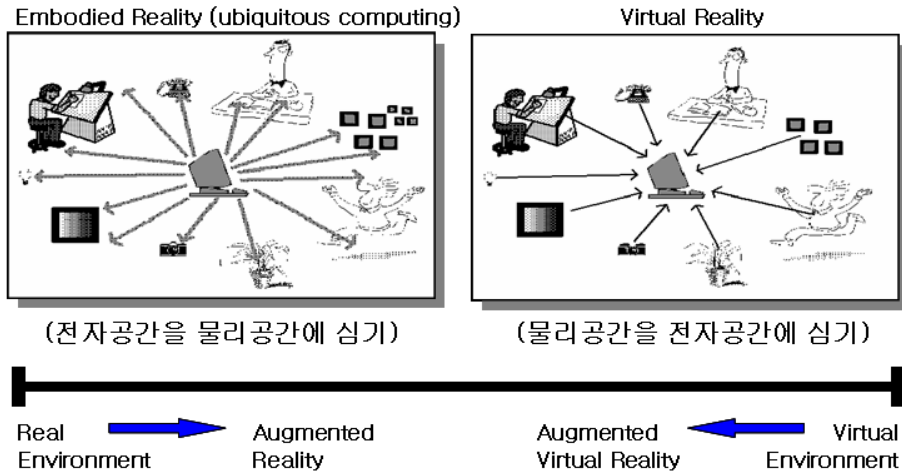 Embodied Reality (ubiquitous computing)
Virtual Reality
(전자공간을 물리공간에 심기)
(물리공간을 전자공간에 심기)
Real
Environment
Augmented
Reality
Augmented
Virtual Reality
Virtual
Environment